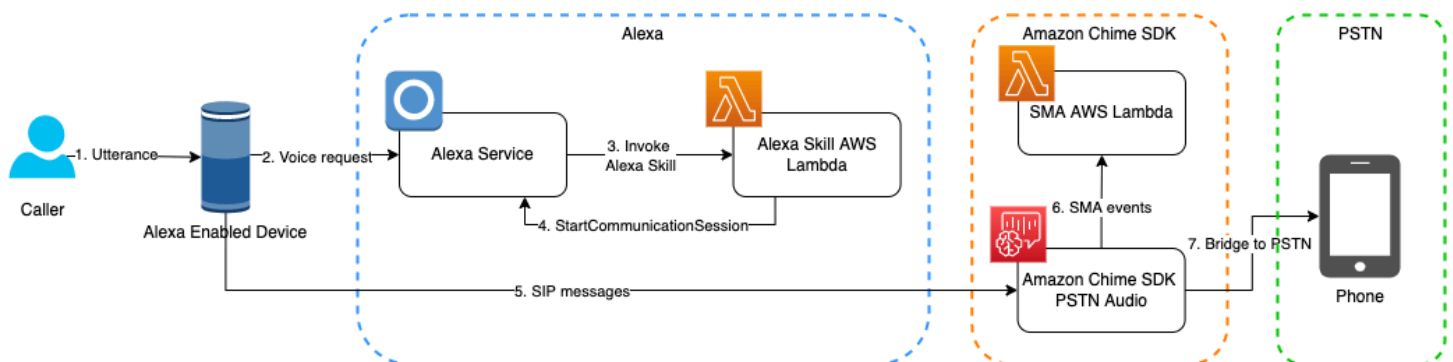 Alexa
Amazon Chime SDK
PSTN
SMA AWS Lambda
1. Utterance
2. Voice request
Alexa Service
3. Invoke
Alexa Skill
Alexa Skill AWS
Lambda
Caller
Alexa Enabled Device
4. StartCommunicationSession
6. SMA events
7. Bridge to PSTN
5. SIP messages
Amazon Chime SDK
PSTN Audio
Phone